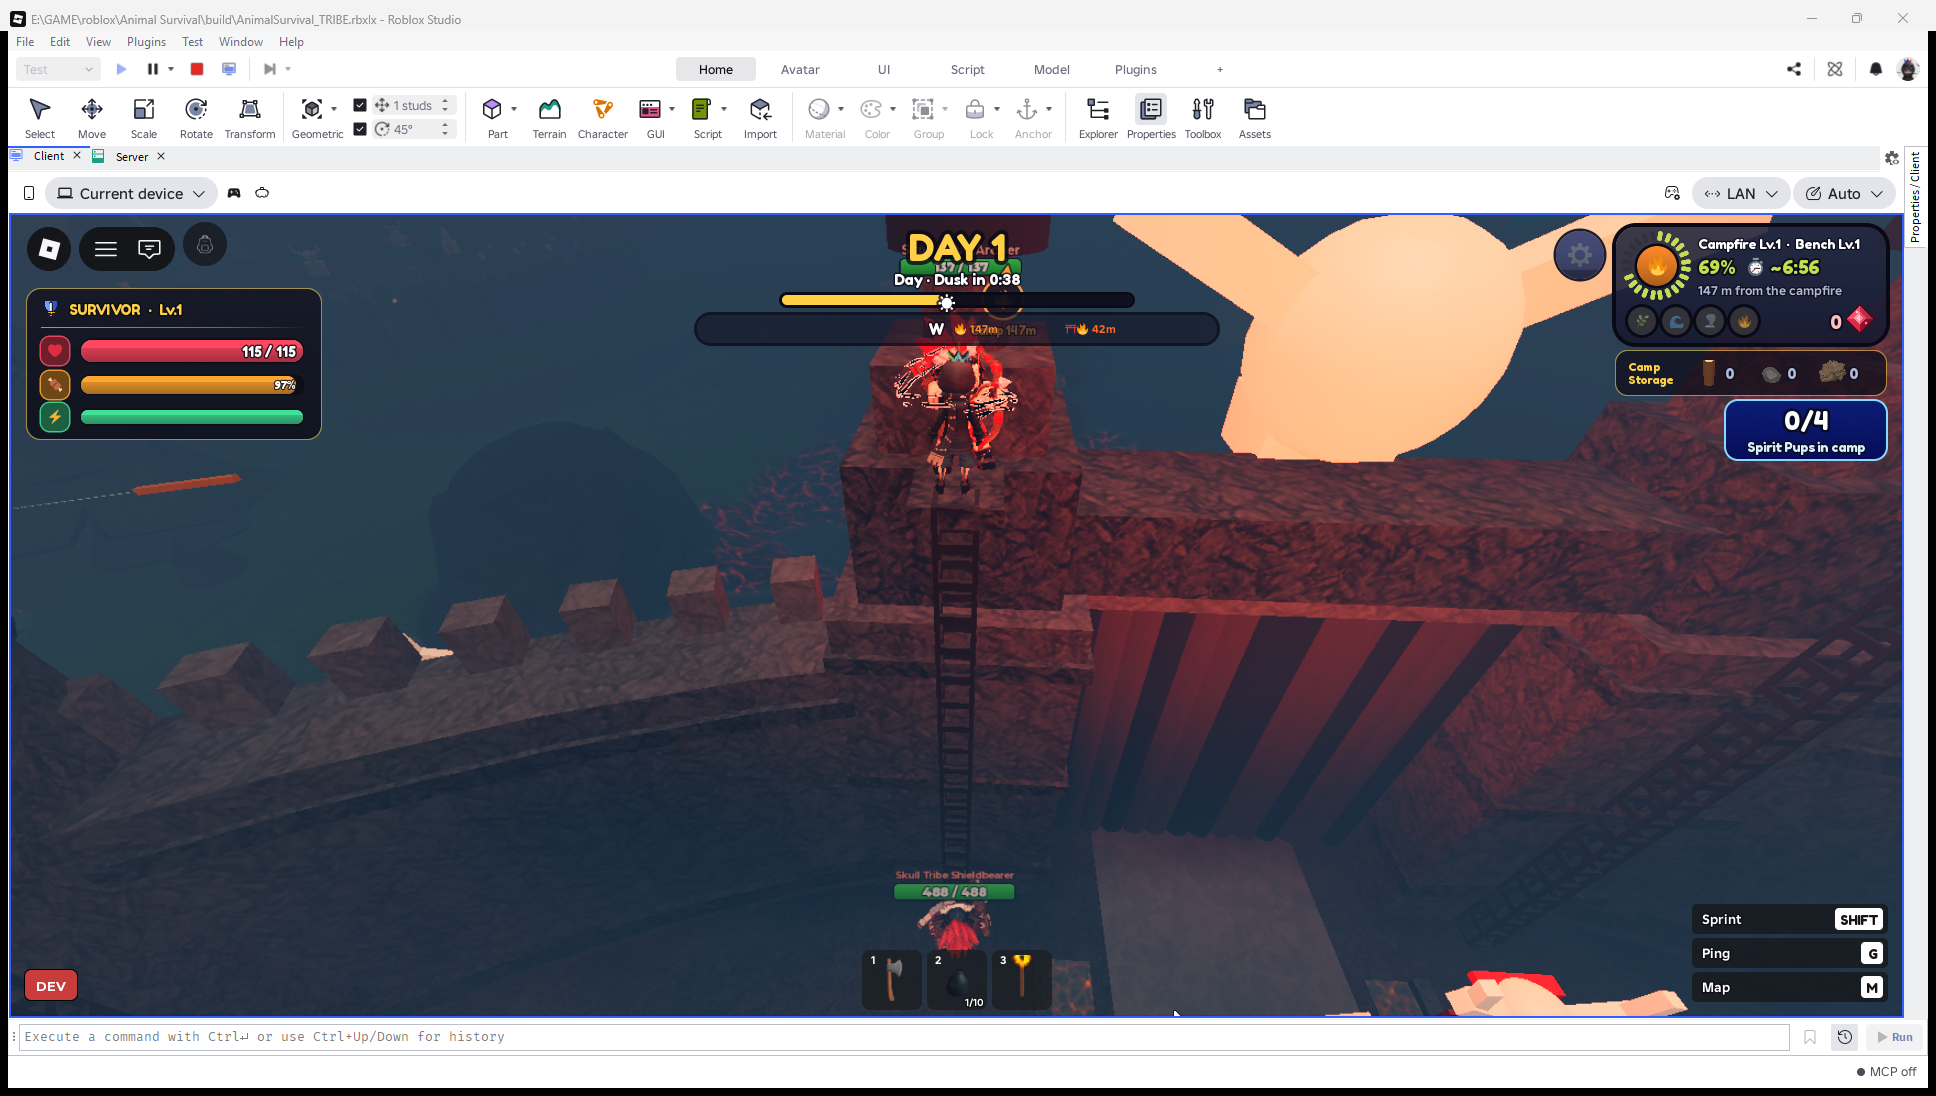 E:\GAME\roblox\Animal Survival\build\AnimalSurvival_TRIBE.rbxlx - Roblox Studio
File Edit View Plugins Test Window Help
Test
Home Avatar UI Script Model Plugins +
1 studs
45°
Select Move Scale Rotate Transform Geometric Part Terrain Character GUI Script Import Material Color Group Lock Anchor Explorer Properties Toolbox Assets
Client Server
Properties / Client
Current device
LAN
Auto
DAY 1
137 / 137
Day · Dusk in 0:38
W 147m 42m
147m
SURVIVOR · Lv.1
115 / 115
97%
Campfire Lv.1 · Bench Lv.1
69% ~6:56
147 m from the campfire
0
Camp Storage 0 0 0
0/4
Spirit Pups in camp
Skull Tribe Shieldbearer
488 / 488
1 2 3
1/10
Sprint SHIFT
Ping G
Map M
DEV
Execute a command with Ctrl↵ or use Ctrl+Up/Down for history
Run
MCP off